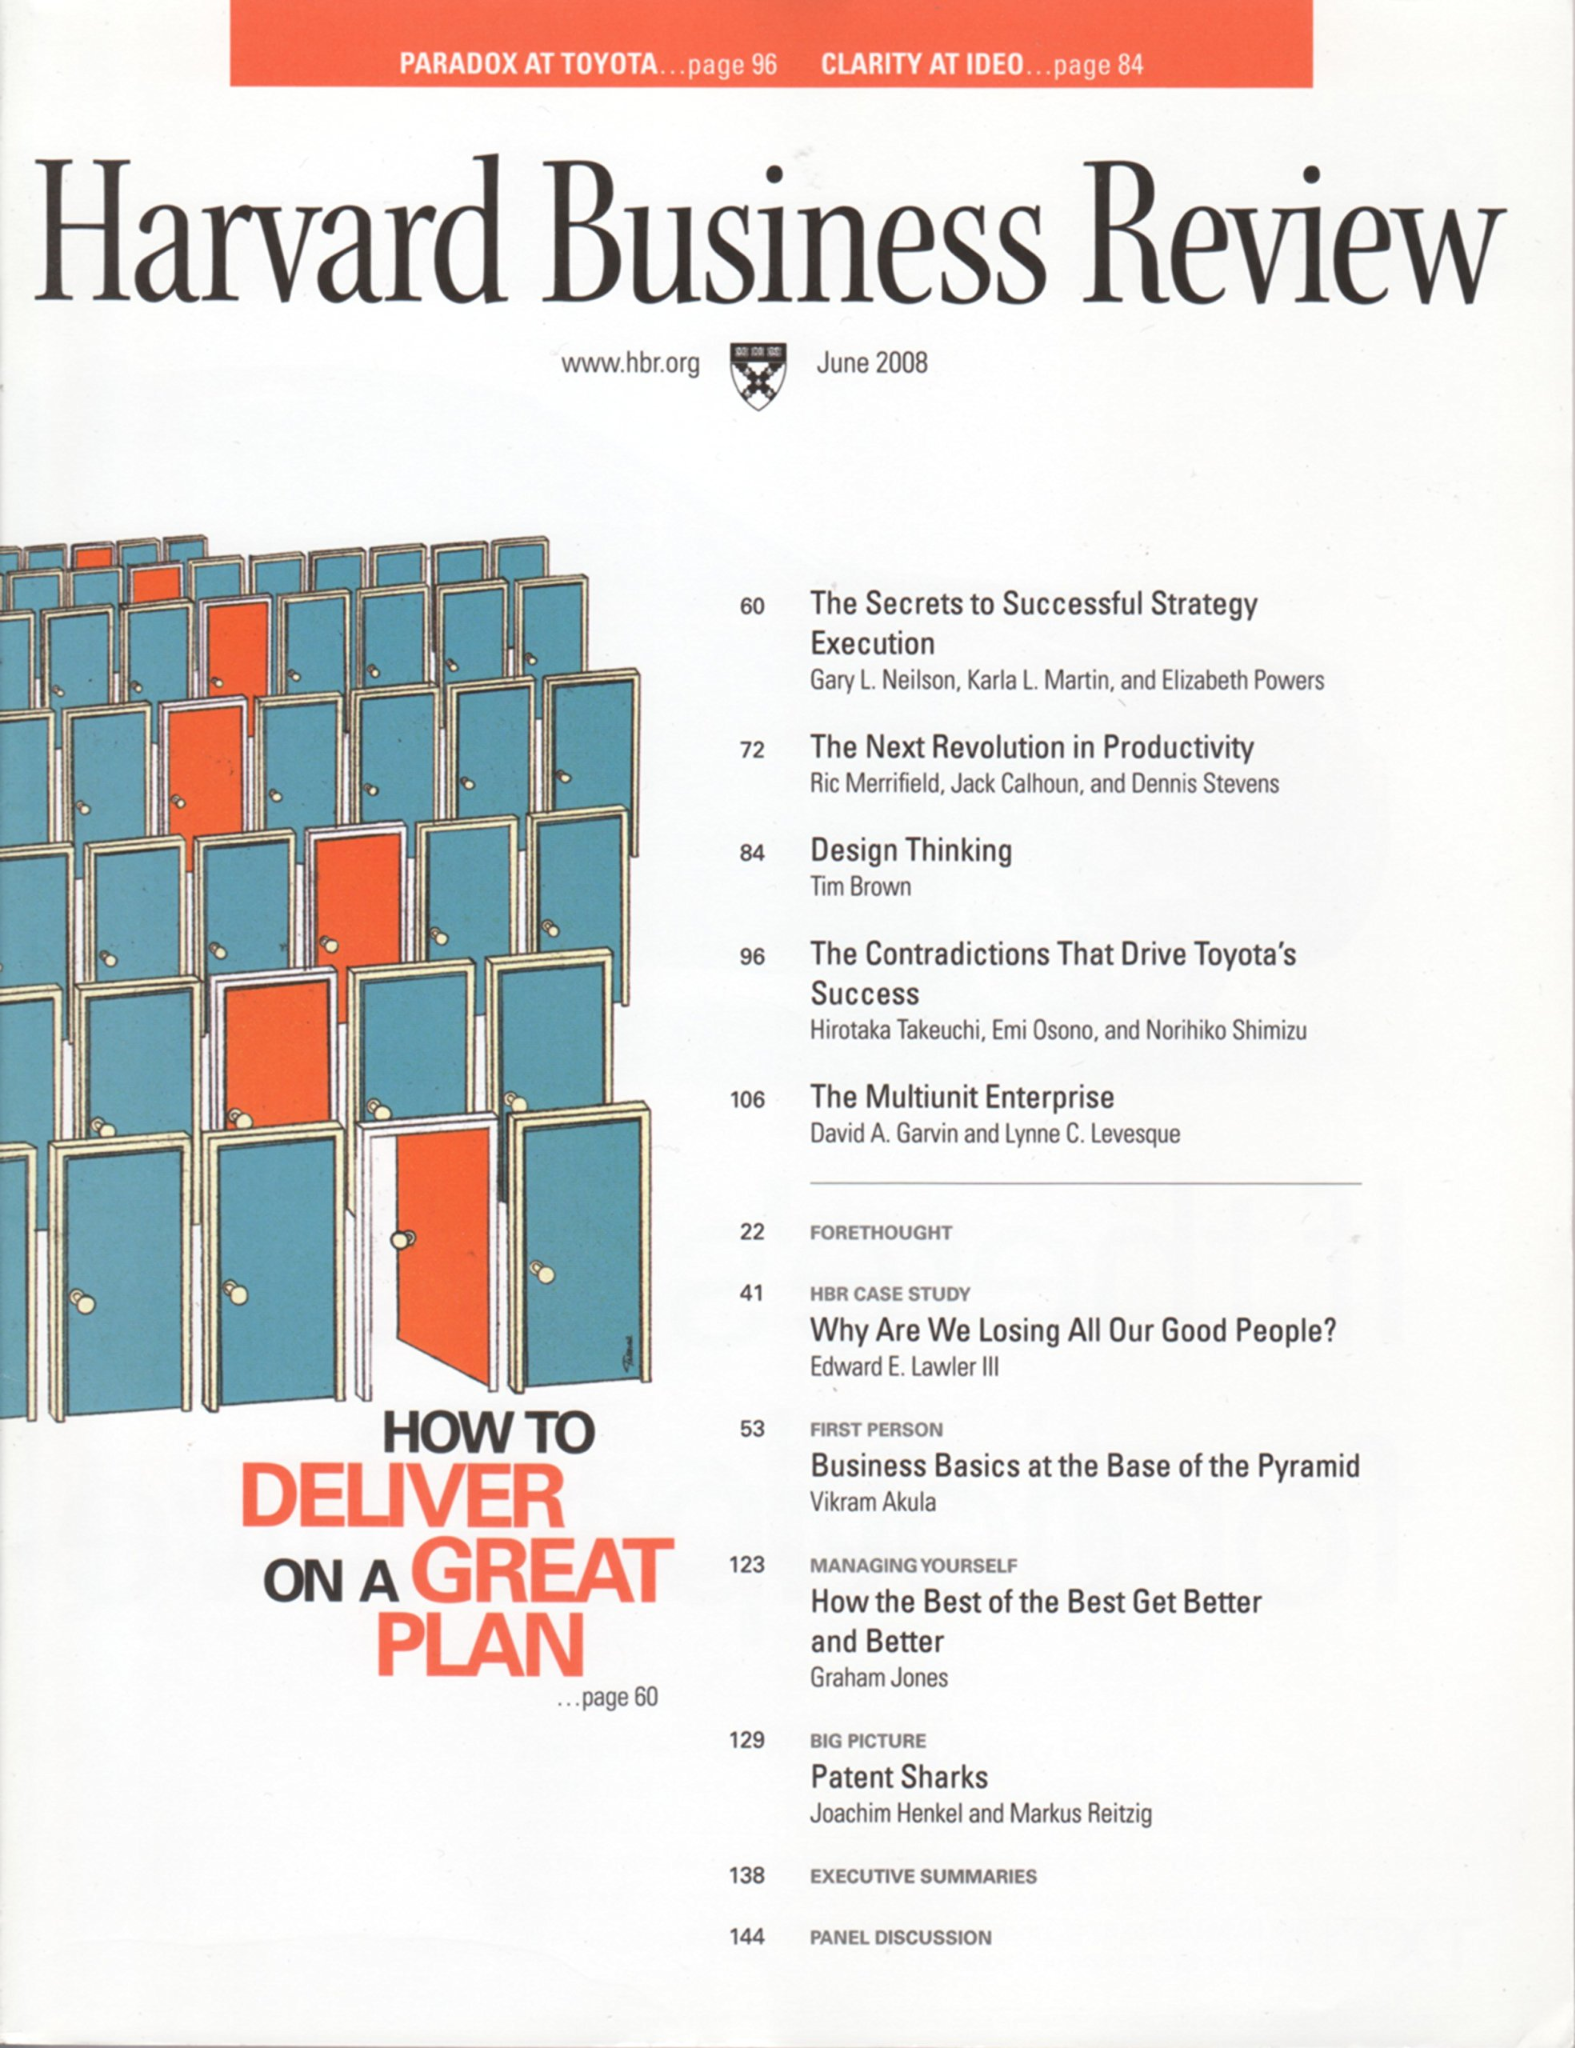 PARADOX AT TOYOTA...page 96 CLARITY AT IDEO...page 84
Harvard Business Review
www.hbr.org June 2008
60 The Secrets to Successful Strategy
Execution
Gary L. Neilson, Karla L. Martin, and Elizabeth Powers
72 The Next Revolution in Productivity
Ric Merrifield, Jack Calhoun, and Dennis Stevens
84 Design Thinking
Tim Brown
96 The Contradictions That Drive Toyota's
Success
Hirotaka Takeuchi, Emi Osono, and Norihiko Shimizu
106 The Multiunit Enterprise
David A. Garvin and Lynne C. Levesque
22 FORETHOUGHT
41 HBR CASE STUDY
Why Are We Losing All Our Good People?
Edward E. Lawler III
53 FIRST PERSON
Business Basics at the Base of the Pyramid
Vikram Akula
123 MANAGING YOURSELF
How the Best of the Best Get Better
and Better
Graham Jones
129 BIG PICTURE
Patent Sharks
Joachim Henkel and Markus Reitzig
138 EXECUTIVE SUMMARIES
144 PANEL DISCUSSION
HOW TO
DELIVER
ON A GREAT
PLAN
...page 60